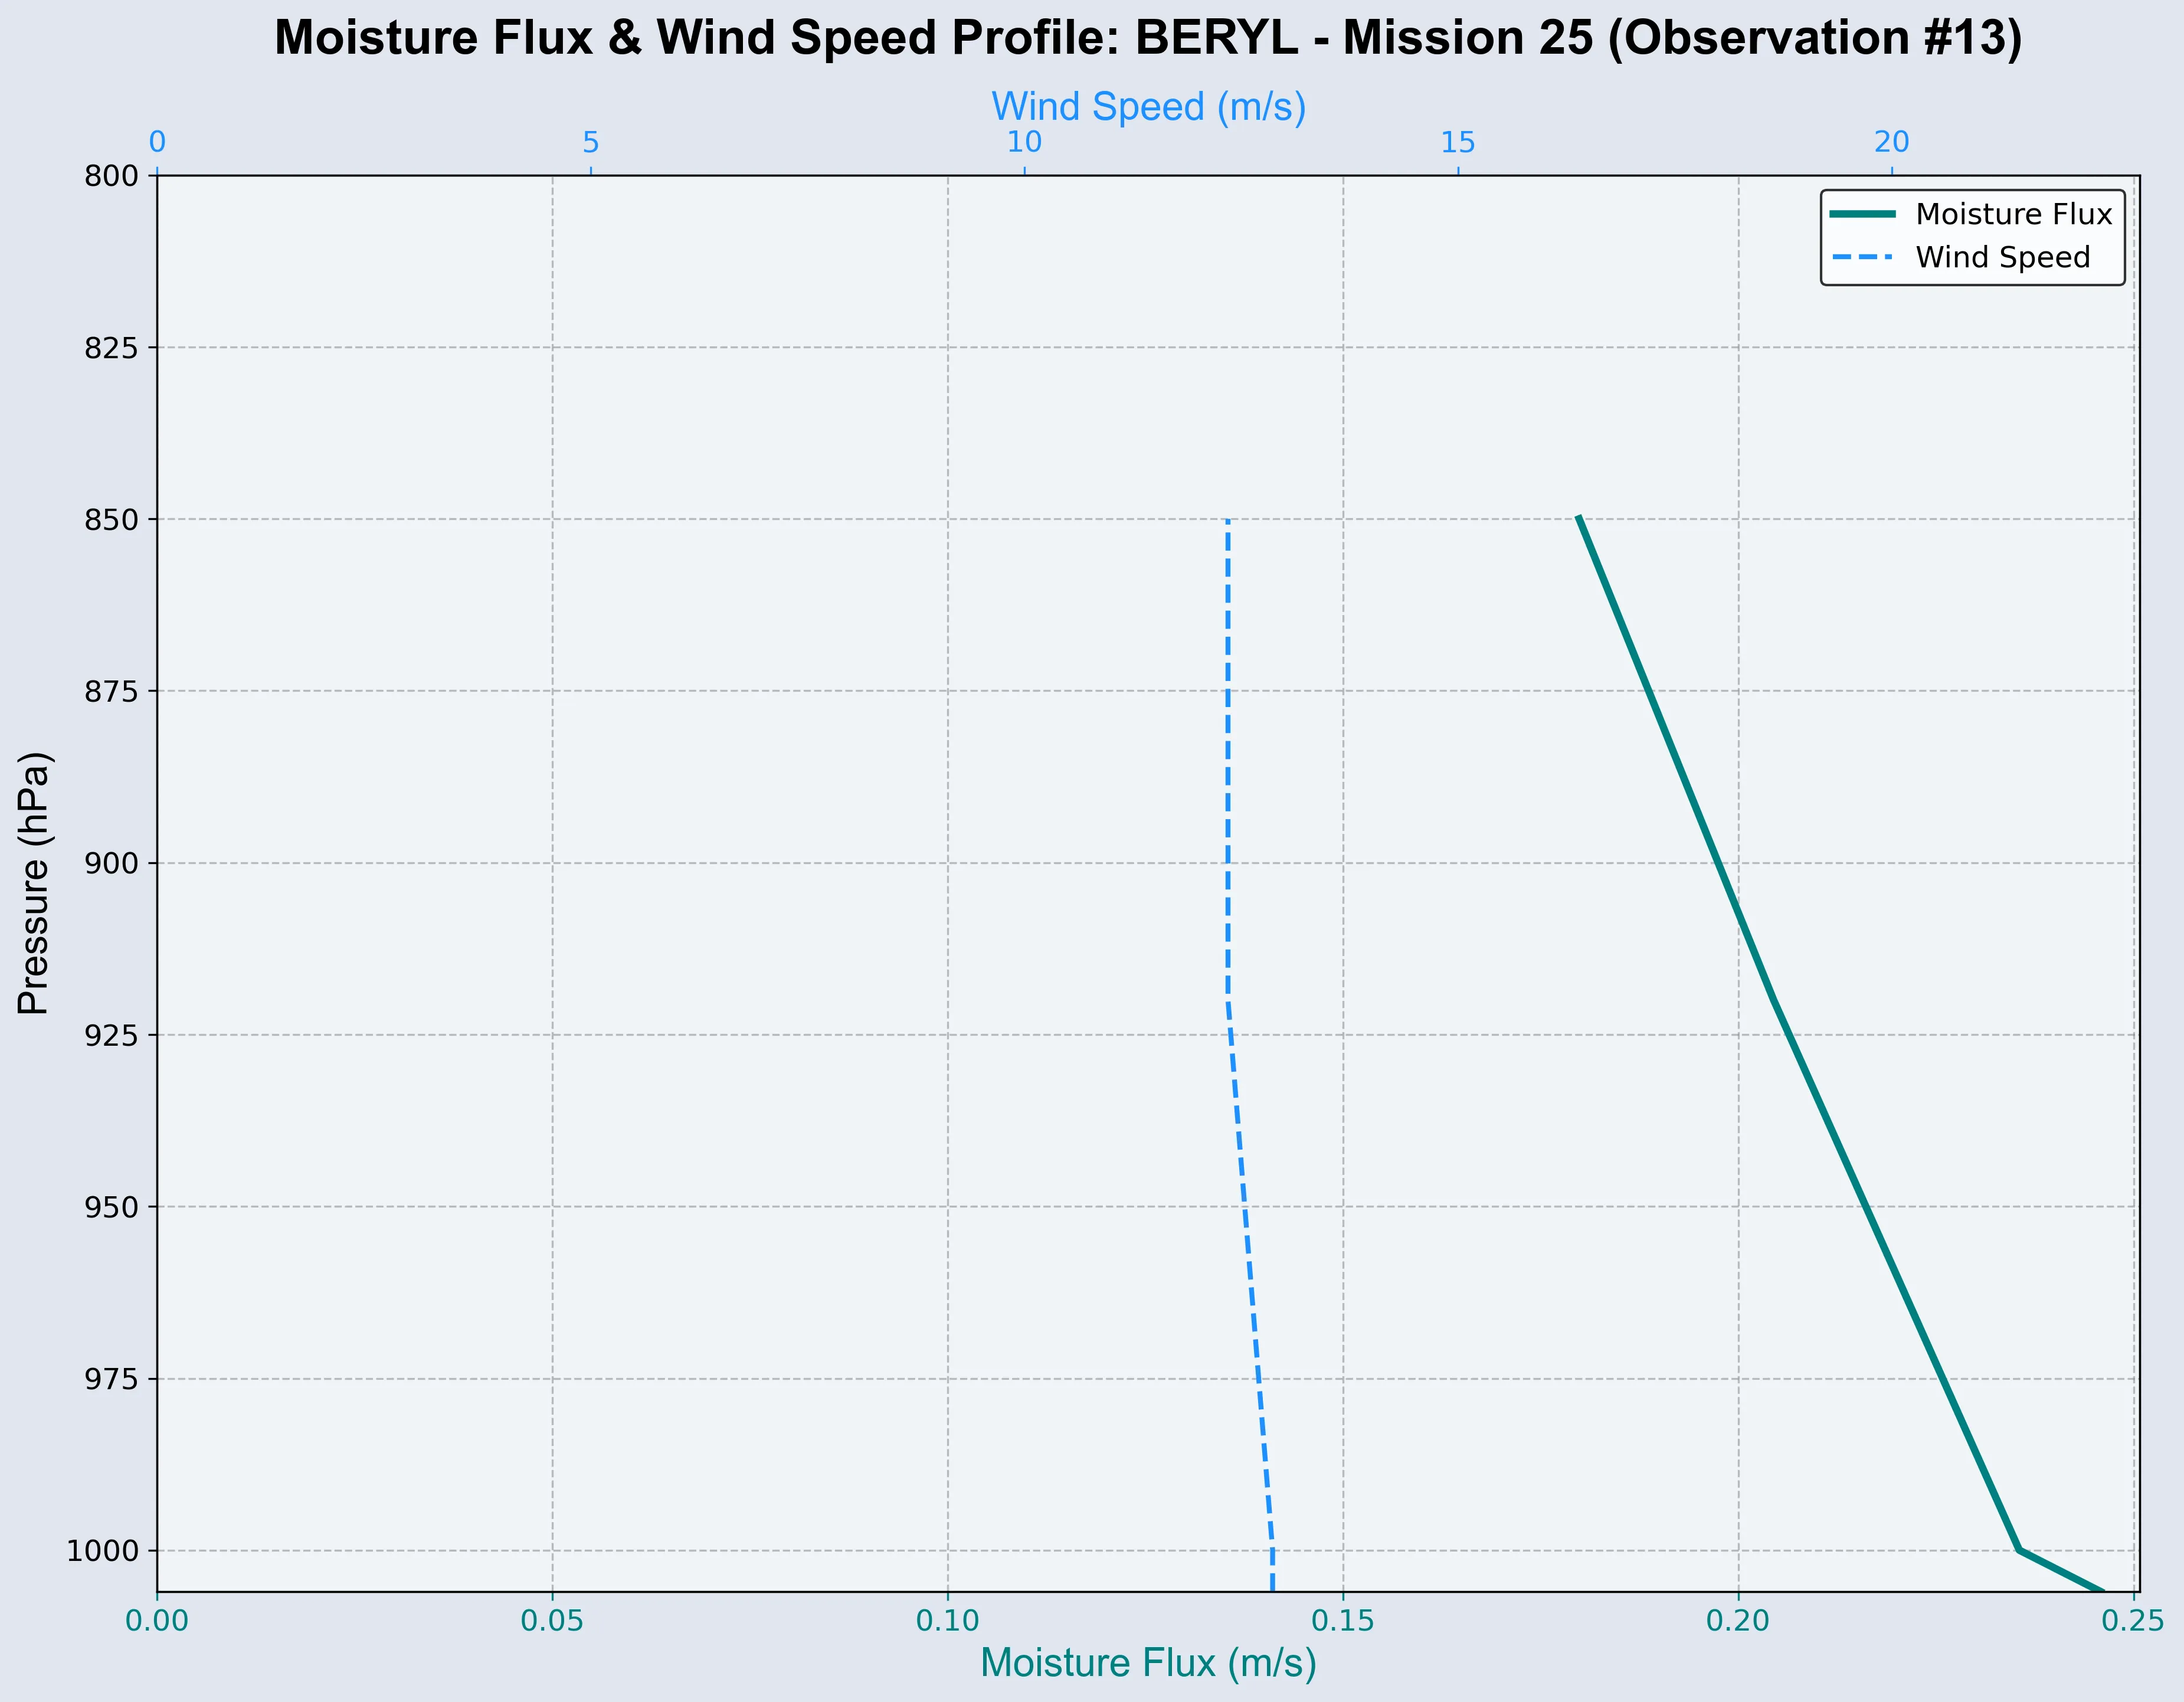 Moisture Flux & Wind Speed Profile: BERYL - Mission 25 (Observation #13)
Wind Speed (m/s)
0 5 10 15 20
Moisture Flux
Wind Speed
800
825
850
875
900
925
950
975
1000
Pressure (hPa)
0.00 0.05 0.10 0.15 0.20 0.25
Moisture Flux (m/s)